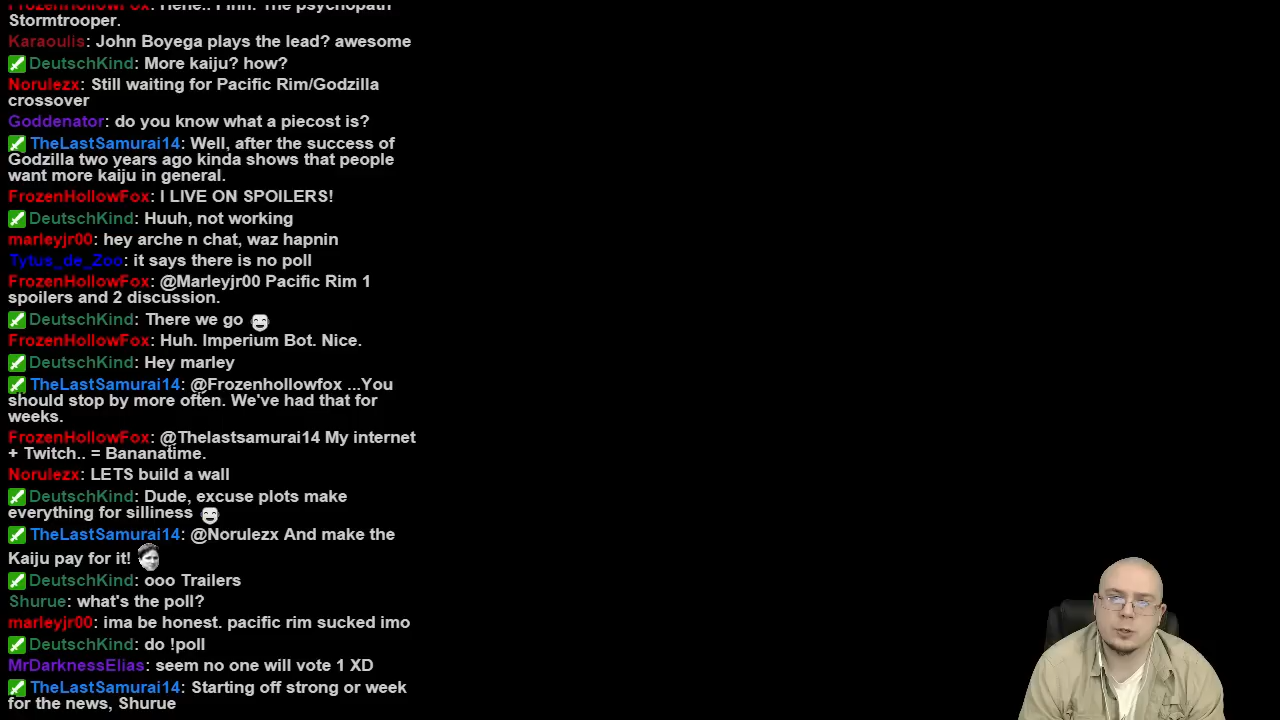 FrozenHollowFox: Hehe.. Finn. The psychopath
Stormtrooper.
Karaoulis: John Boyega plays the lead? awesome
DeutschKind: More kaiju? how?
Norulezx: Still waiting for Pacific Rim/Godzilla
crossover
Goddenator: do you know what a piecost is?
TheLastSamurai14: Well, after the success of
Godzilla two years ago kinda shows that people
want more kaiju in general.
FrozenHollowFox: I LIVE ON SPOILERS!
DeutschKind: Huuh, not working
marleyjr00: hey arche n chat, waz hapnin
Tytus_de_Zoo: it says there is no poll
FrozenHollowFox: @Marleyjr00 Pacific Rim 1
spoilers and 2 discussion.
DeutschKind: There we go
FrozenHollowFox: Huh. Imperium Bot. Nice.
DeutschKind: Hey marley
TheLastSamurai14: @Frozenhollowfox ...You
should stop by more often. We've had that for
weeks.
FrozenHollowFox: @Thelastsamurai14 My internet
+ Twitch.. = Bananatime.
Norulezx: LETS build a wall
DeutschKind: Dude, excuse plots make
everything for silliness
TheLastSamurai14: @Norulezx And make the
Kaiju pay for it!
DeutschKind: ooo Trailers
Shurue: what's the poll?
marleyjr00: ima be honest. pacific rim sucked imo
DeutschKind: do !poll
MrDarknessElias: seem no one will vote 1 XD
TheLastSamurai14: Starting off strong or week
for the news, Shurue